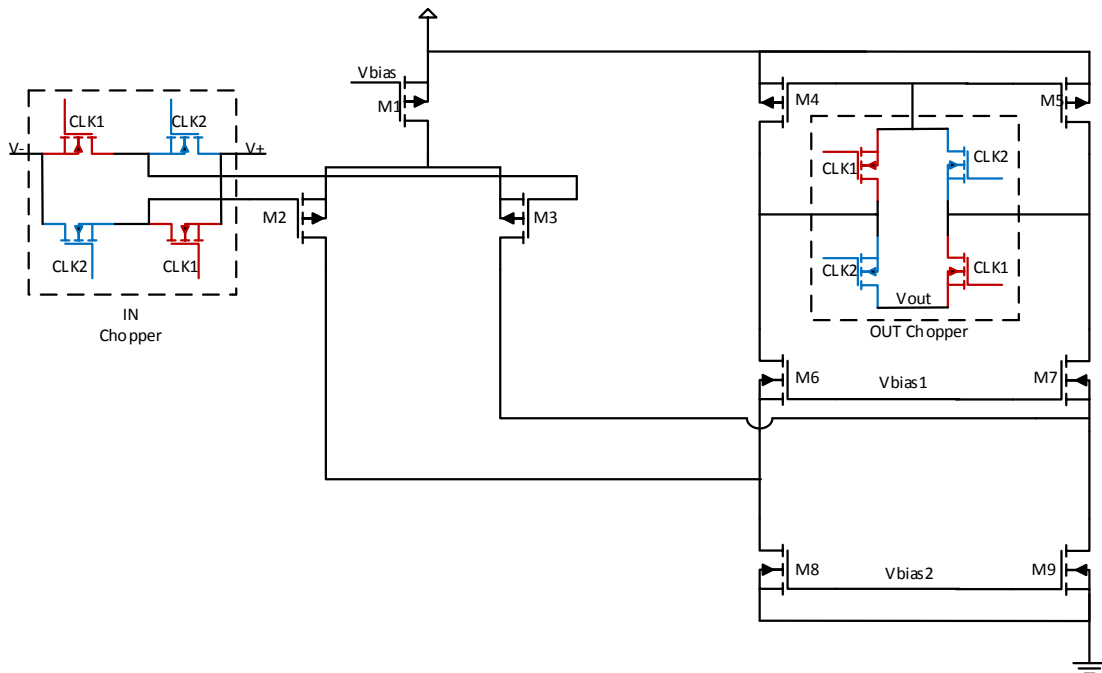 Vbias
M1
M4
M5
CLK1
CLK2
V-
V+
CLK2
CLK1
IN
Chopper
M2
M3
CLK1
CLK2
CLK2
CLK1
Vout
OUT Chopper
M6
Vbias1
M7
M8
Vbias2
M9